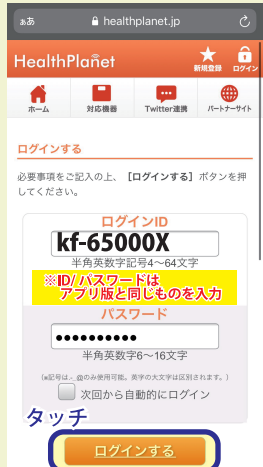 ぁあ healthplanet.jp
HealthPlanet
新規登録 ログイン
ホーム 対応機器 Twitter連携 パートナーサイト
ログインする
必要事項をご記入の上、【ログインする】ボタンを押
してください。
ログインID
kf-65000X
半角英数字記号4〜64文字
※ID/パスワードは
アプリ版と同じものを入力
パスワード
●●●●●●●●●●
半角英数字6〜16文字
(※記号は.-_@のみ使用可能。英字の大文字は区別されます。)
次回から自動的にログイン
タッチ
ログインする